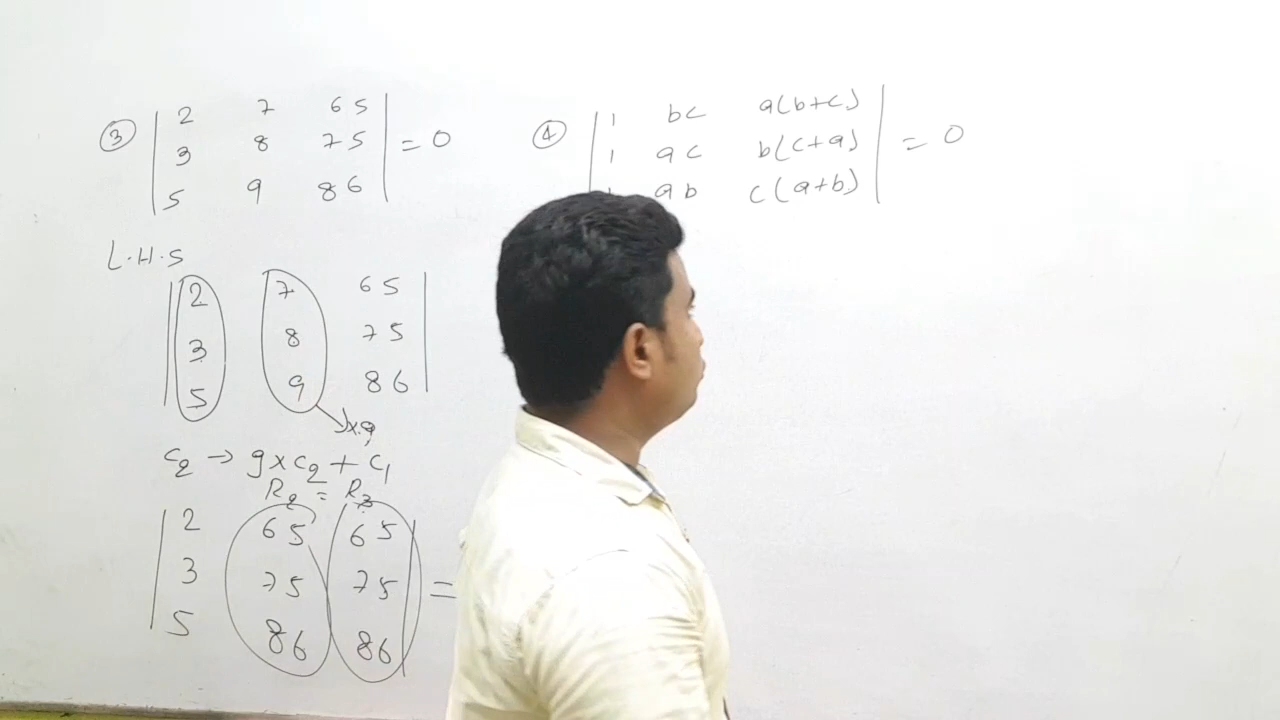 ③ | 2 7 65 |
| 3 8 75 | = 0
| 5 9 86 |
L.H.S
| 2 7 65 |
| 3 8 75 |
| 5 9 86 |
×9
c₂ → 9×c₂ + c₁
R₂ = R₃
| 2 65 65 |
| 3 75 75 | =
| 5 86 86 |
④ | 1 bc a(b+c) |
| 1 ac b(c+a) | = 0
ab c(a+b) |